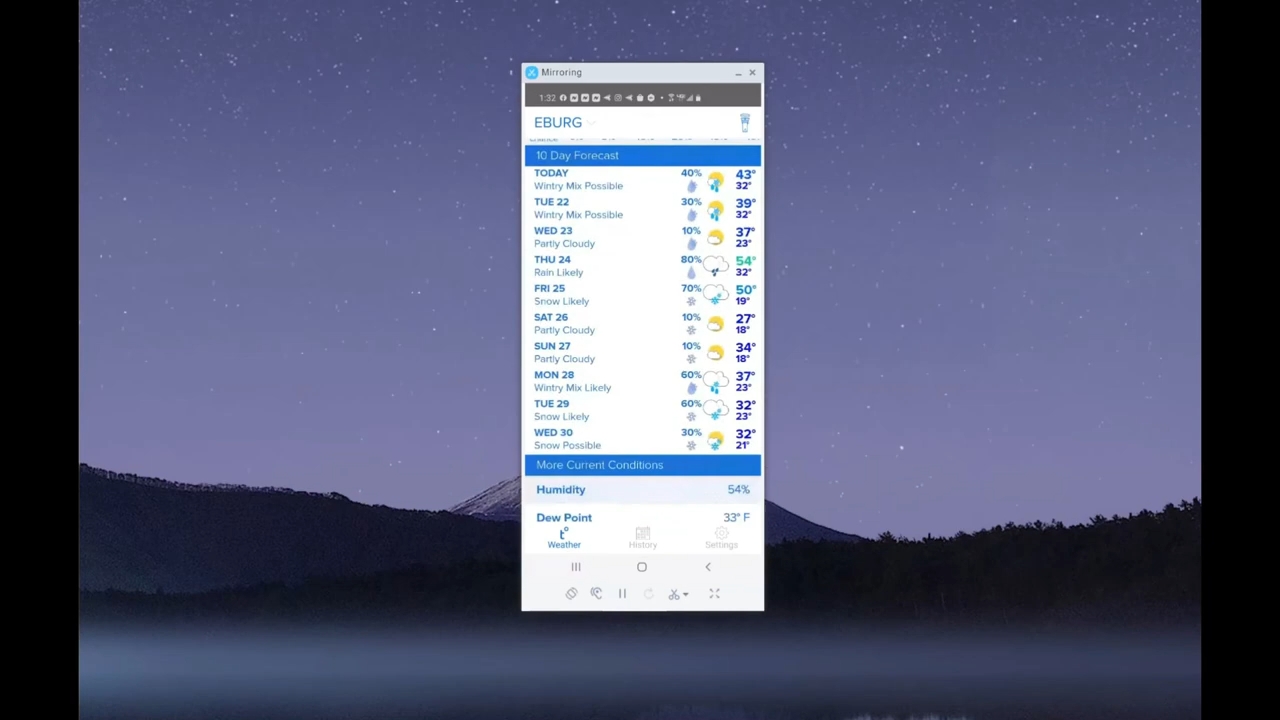 Mirroring
1:32
EBURG
10 Day Forecast
TODAY 40% 43°
Wintry Mix Possible 32°
TUE 22 30% 39°
Wintry Mix Possible 32°
WED 23 10% 37°
Partly Cloudy 23°
THU 24 80% 54°
Rain Likely 32°
FRI 25 70% 50°
Snow Likely 19°
SAT 26 10% 27°
Partly Cloudy 18°
SUN 27 10% 34°
Partly Cloudy 18°
MON 28 60% 37°
Wintry Mix Likely 23°
TUE 29 60% 32°
Snow Likely 23°
WED 30 30% 32°
Snow Possible 21°
More Current Conditions
Humidity 54%
Dew Point 33° F
t°
Weather History Settings